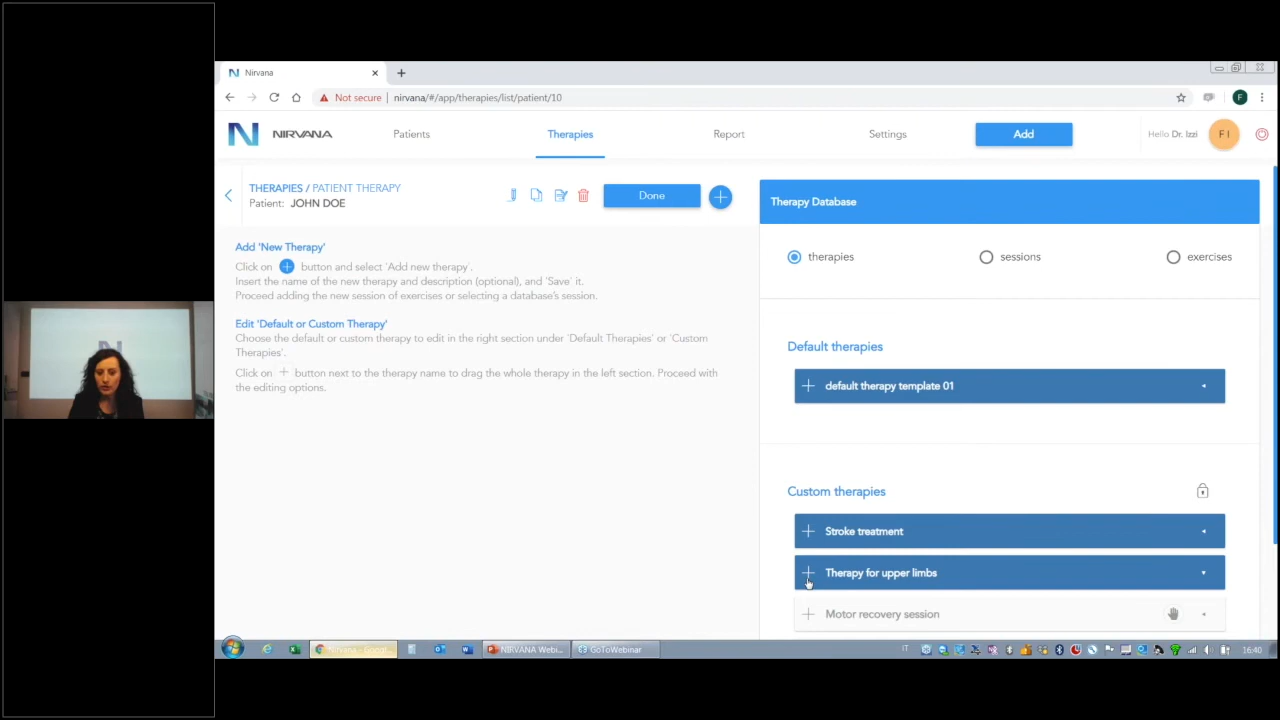 Nirvana
Not secure | nirvana/#/app/therapies/list/patient/10
F
N NIRVANA
Patients
Therapies
Report
Settings
Add
Hello Dr. Izzi
F I
THERAPIES / PATIENT THERAPY
Patient: JOHN DOE
Done
Add 'New Therapy'
Click on button and select 'Add new therapy'.
Insert the name of the new therapy and description (optional), and 'Save' it.
Proceed adding the new session of exercises or selecting a database's session.
Edit 'Default or Custom Therapy'
Choose the default or custom therapy to edit in the right section under 'Default Therapies' or 'Custom
Therapies'.
Click on + button next to the therapy name to drag the whole therapy in the left section. Proceed with
the editing options.
Therapy Database
therapies
sessions
exercises
Default therapies
default therapy template 01
Custom therapies
Stroke treatment
Therapy for upper limbs
Motor recovery session
Nirvana - Googl...
NIRVANA Webi...
GoToWebinar
IT
16:40